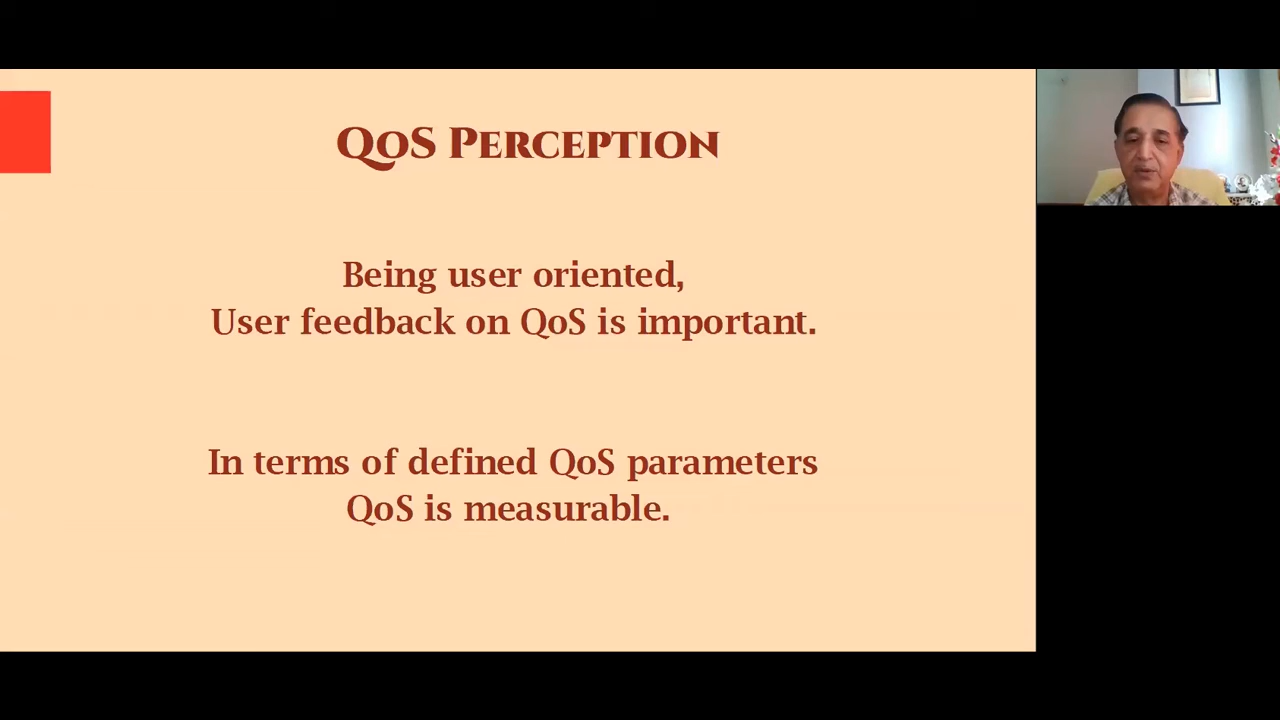 QoS Perception
Being user oriented,
User feedback on QoS is important.
In terms of defined QoS parameters
QoS is measurable.